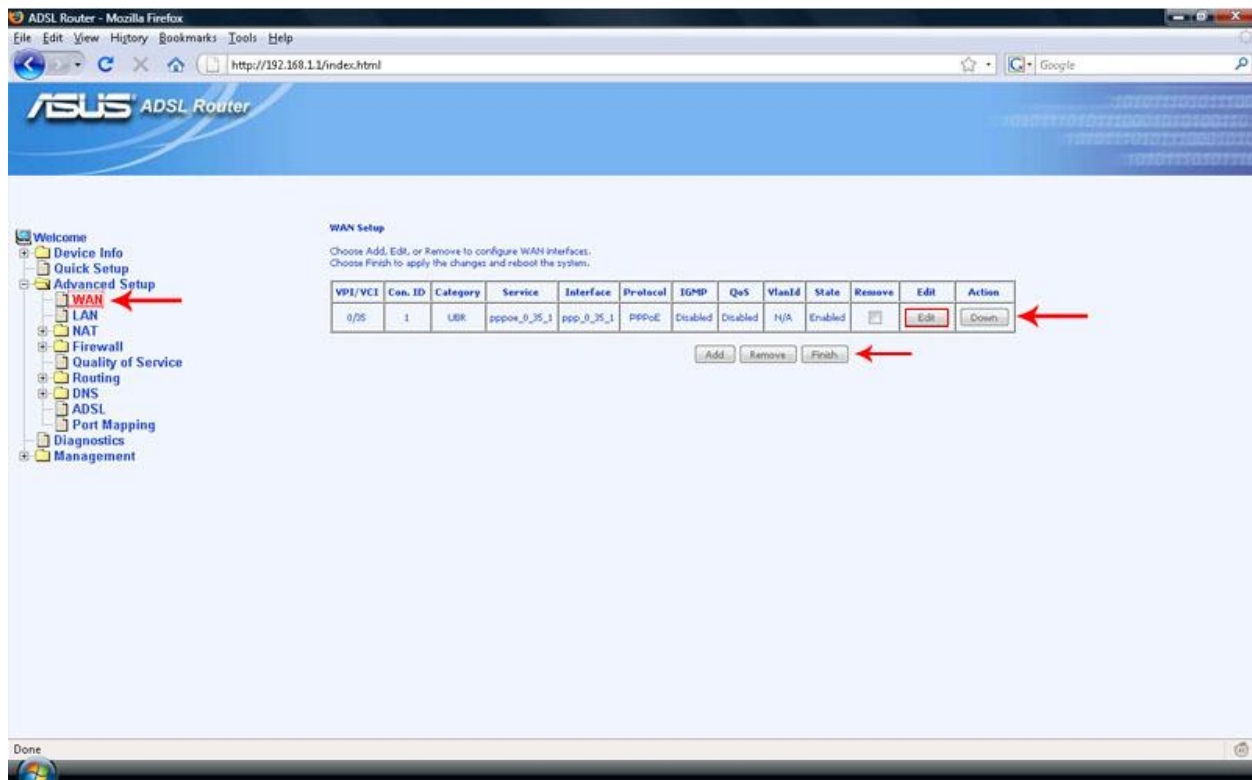 ADSL Router - Mozilla Firefox
File Edit View History Bookmarks Tools Help
http://192.168.1.1/index.html
Google
ASUS ADSL Router
Welcome
Device Info
Quick Setup
Advanced Setup
WAN
LAN
NAT
Firewall
Quality of Service
Routing
DNS
ADSL
Port Mapping
Diagnostics
Management
WAN Setup
Choose Add, Edit, or Remove to configure WAN interfaces.
Choose Finish to apply the changes and reboot the system.
VPI/VCI Con. ID Category Service Interface Protocol IGMP QoS VlanId State Remove Edit Action
0/35 1 UBR pppoe_0_35_1 ppp_0_35_1 PPPoE Disabled Disabled N/A Enabled Edit Down
Add Remove Finish
Done